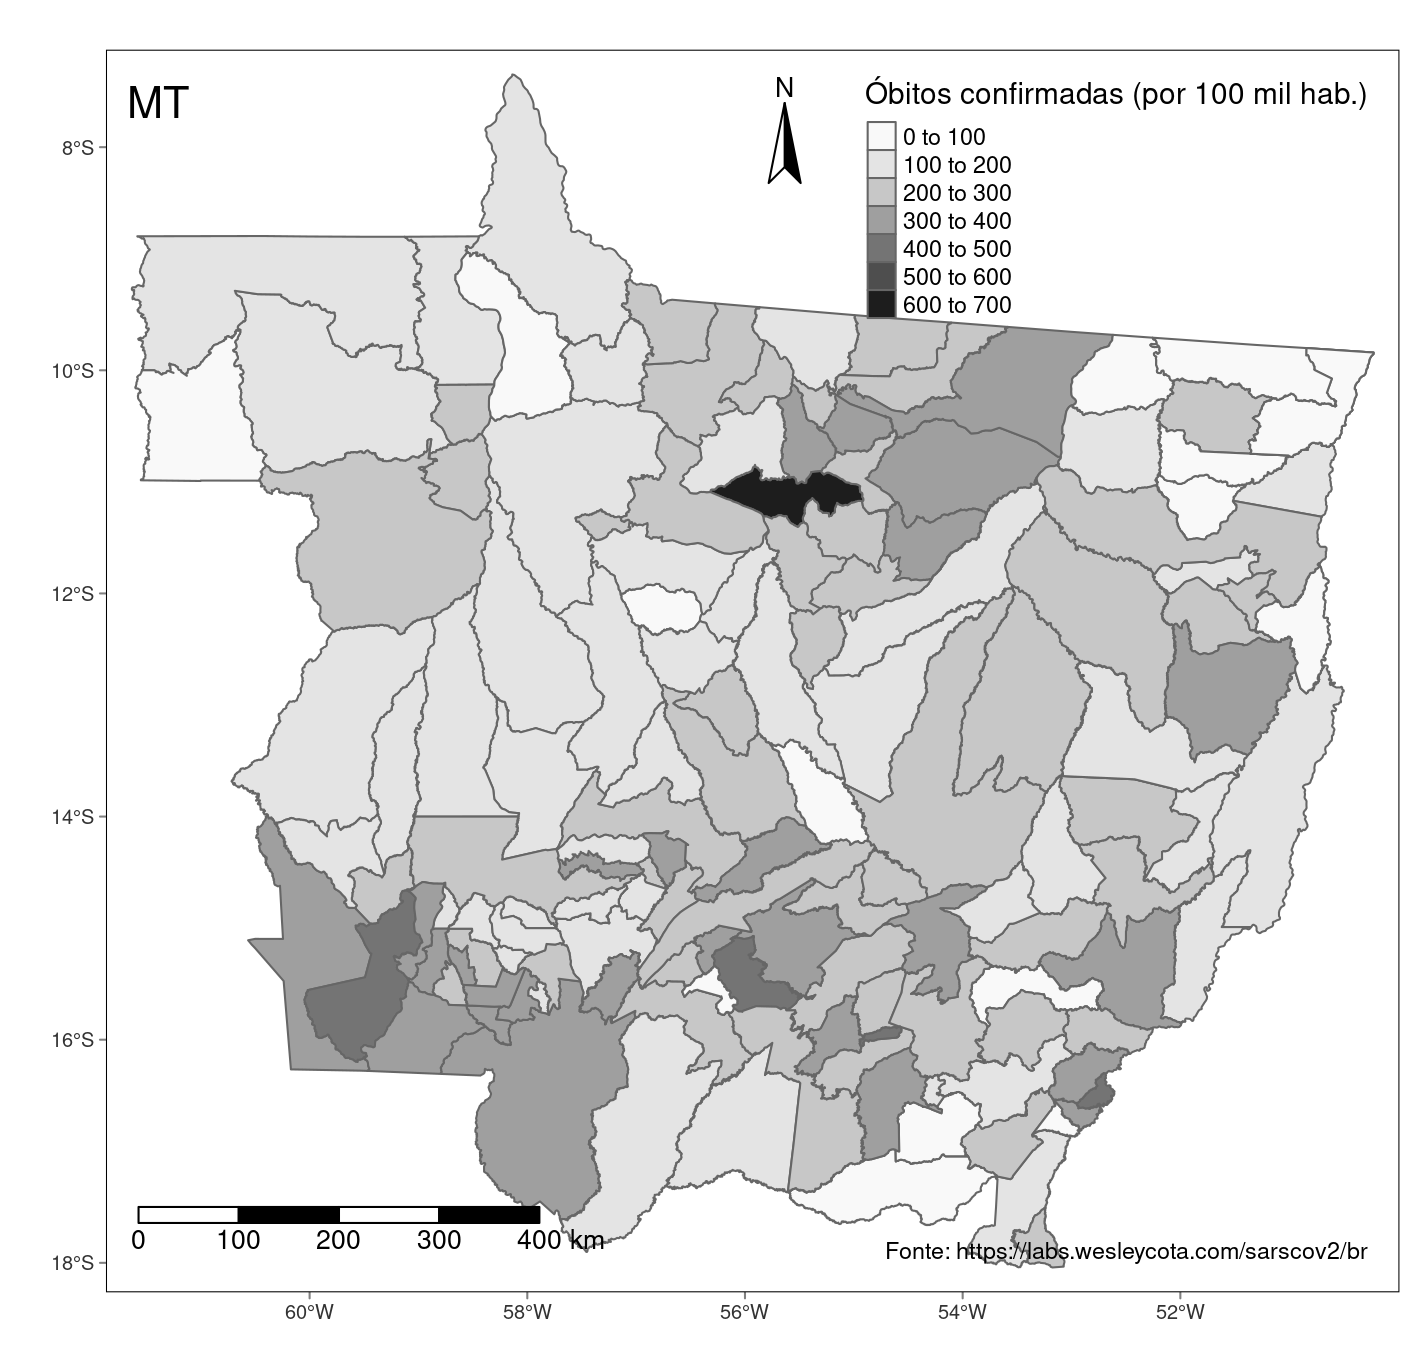 MT
N
Óbitos confirmadas (por 100 mil hab.)
0 to 100
100 to 200
200 to 300
300 to 400
400 to 500
500 to 600
600 to 700
8°S
10°S
12°S
14°S
16°S
18°S
0 100 200 300 400 km
Fonte: https://labs.wesleycota.com/sarscov2/br
60°W 58°W 56°W 54°W 52°W